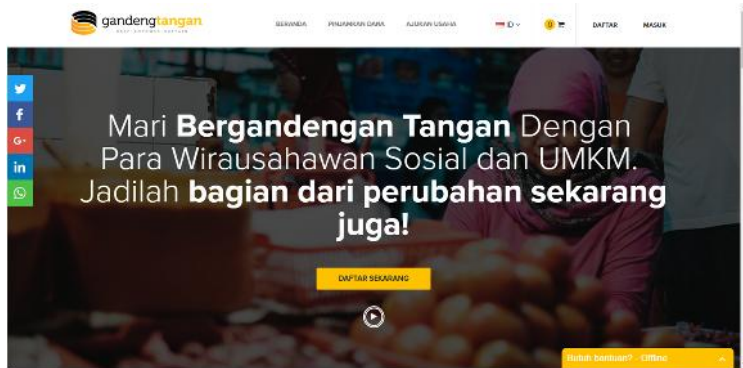 gandengtangan
BERANDA
PINJAMKAN DANA
AJUKAN USAHA
ID
0
DAFTAR
MASUK
f
G+
in
Mari Bergandengan Tangan Dengan
Para Wirausahawan Sosial dan UMKM.
Jadilah bagian dari perubahan sekarang
juga!
DAFTAR SEKARANG
Butuh bantuan? - Offline